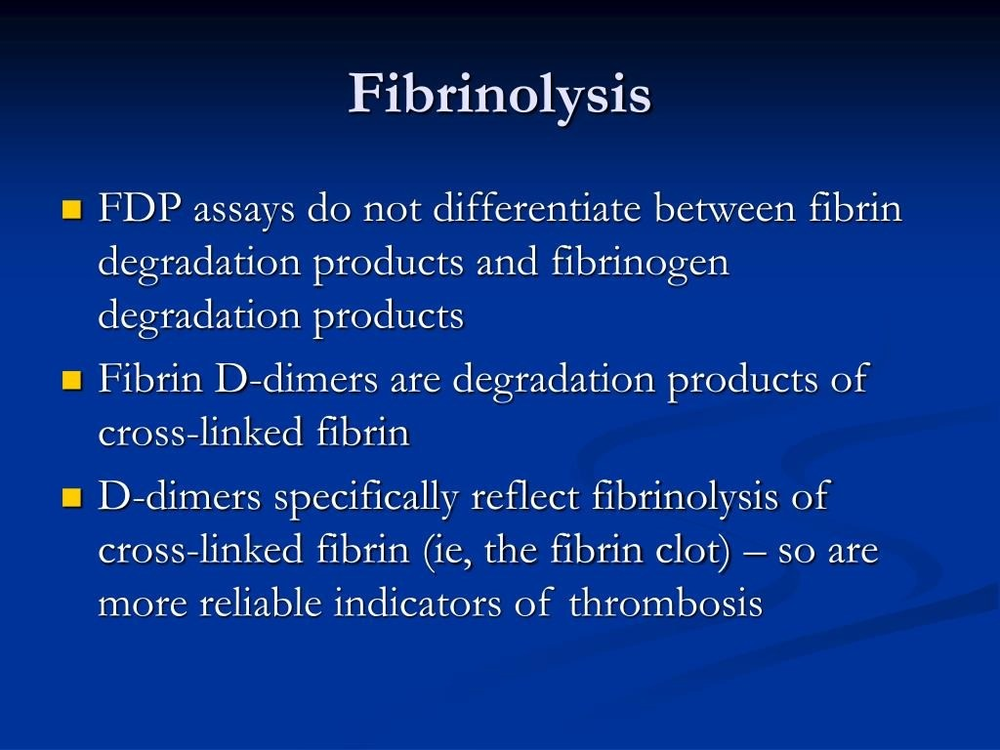 Fibrinolysis
FDP assays do not differentiate between fibrin
degradation products and fibrinogen
degradation products
Fibrin D-dimers are degradation products of
cross-linked fibrin
D-dimers specifically reflect fibrinolysis of
cross-linked fibrin (ie, the fibrin clot) – so are
more reliable indicators of thrombosis